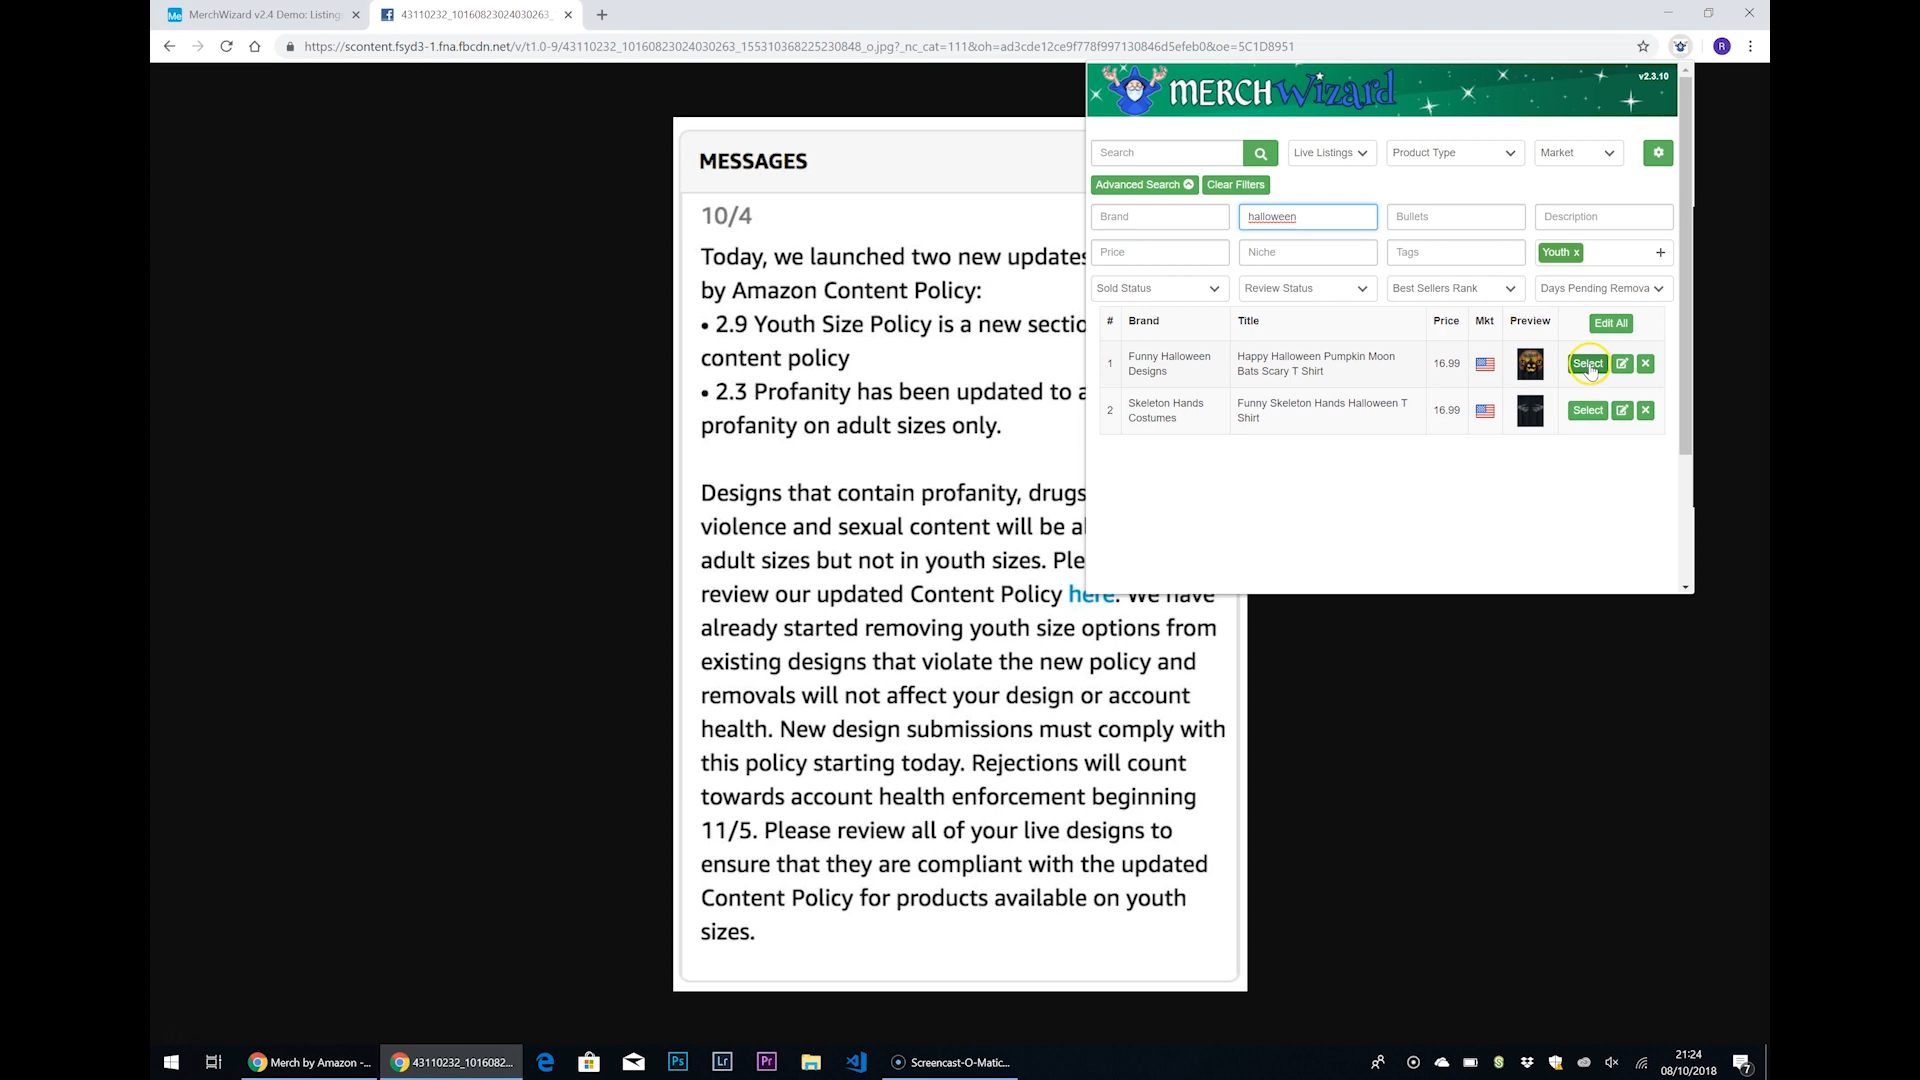 MerchWizard v2.4 Demo: Listing
43110232_10160823024030263_
https://scontent.fsyd3-1.fna.fbcdn.net/v/t1.0-9/43110232_10160823024030263_155310368225230848_o.jpg?_nc_cat=111&oh=ad3cde12ce9f778f997130846d5efeb0&oe=5C1D8951
R
MERCHWizard
v2.3.10
Search
Live Listings
Product Type
Market
Advanced Search
Clear Filters
Brand
halloween
Bullets
Description
Price
Niche
Tags
Youth x
+
Sold Status
Review Status
Best Sellers Rank
Days Pending Remova
# Brand Title Price Mkt Preview Edit All
1 Funny Halloween Designs Happy Halloween Pumpkin Moon Bats Scary T Shirt 16.99 Select
2 Skeleton Hands Costumes Funny Skeleton Hands Halloween T Shirt 16.99 Select
MESSAGES
10/4
Today, we launched two new updates
by Amazon Content Policy:
• 2.9 Youth Size Policy is a new sectio
content policy
• 2.3 Profanity has been updated to a
profanity on adult sizes only.
Designs that contain profanity, drugs
violence and sexual content will be al
adult sizes but not in youth sizes. Ple
review our updated Content Policy here. We have
already started removing youth size options from
existing designs that violate the new policy and
removals will not affect your design or account
health. New design submissions must comply with
this policy starting today. Rejections will count
towards account health enforcement beginning
11/5. Please review all of your live designs to
ensure that they are compliant with the updated
Content Policy for products available on youth
sizes.
Merch by Amazon -...
43110232_1016082...
Ps
Lr
Pr
Screencast-O-Matic...
21:24
08/10/2018
7